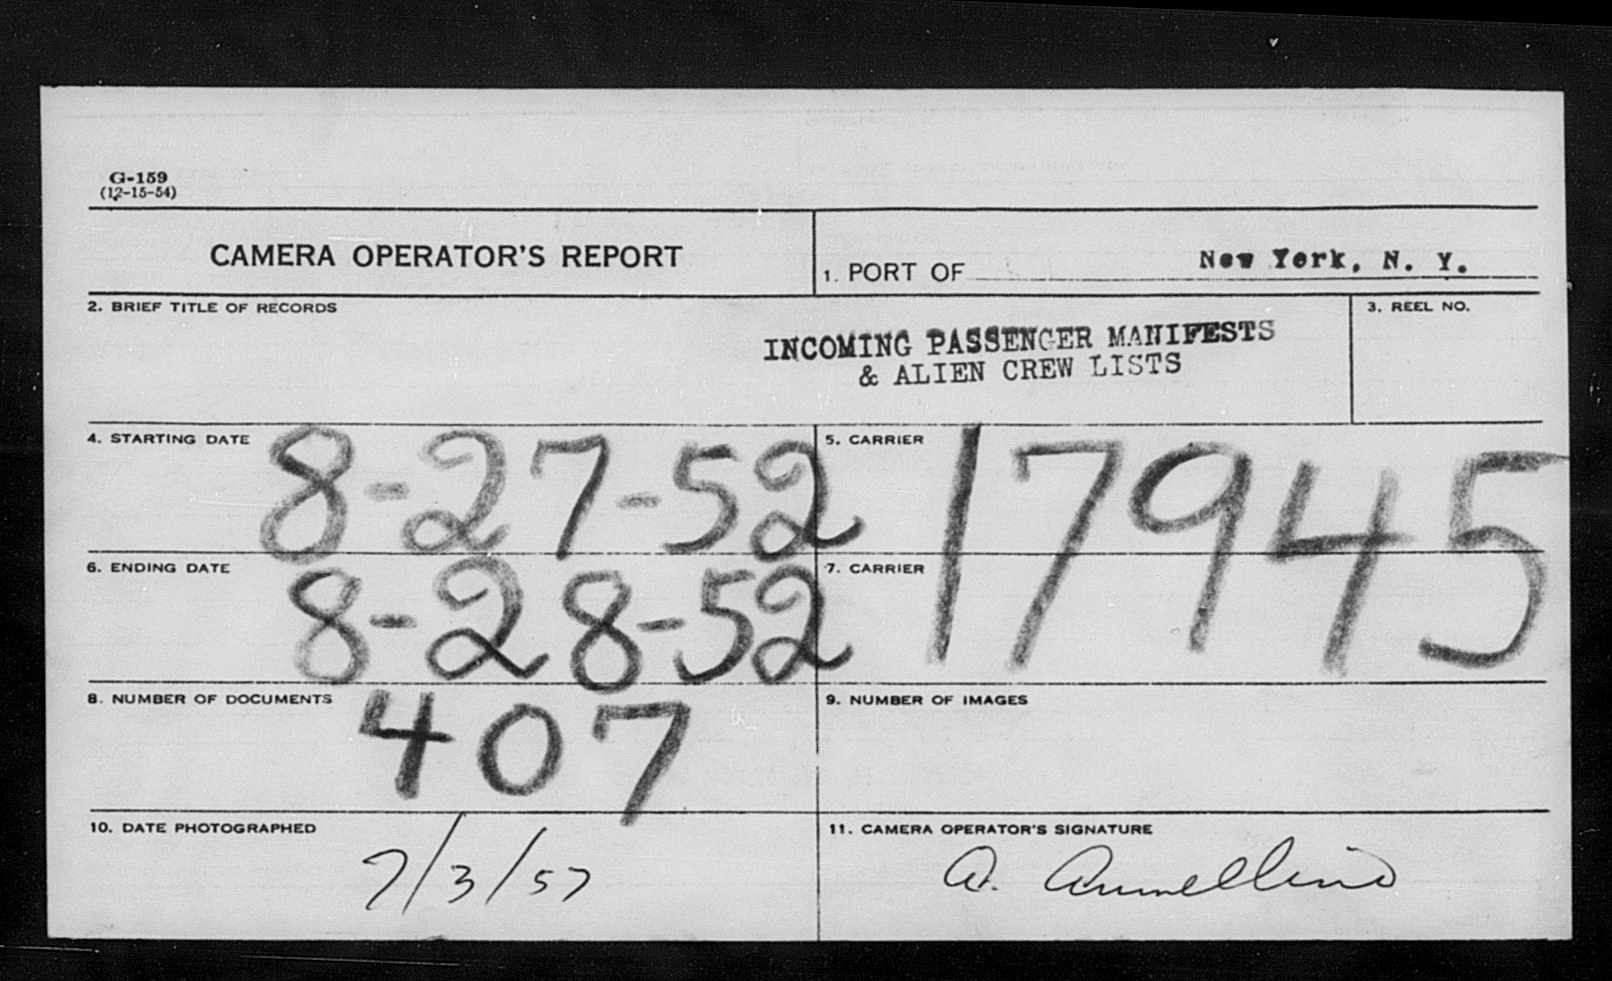 G-159
(12-15-54)
CAMERA OPERATOR'S REPORT
1. PORT OF New York, N. Y.
2. BRIEF TITLE OF RECORDS
INCOMING PASSENGER MANIFESTS
& ALIEN CREW LISTS
3. REEL NO.
4. STARTING DATE 8-27-52
5. CARRIER 17945
6. ENDING DATE 8-28-52
7. CARRIER
8. NUMBER OF DOCUMENTS 407
9. NUMBER OF IMAGES
10. DATE PHOTOGRAPHED
7/3/57
11. CAMERA OPERATOR'S SIGNATURE
A.